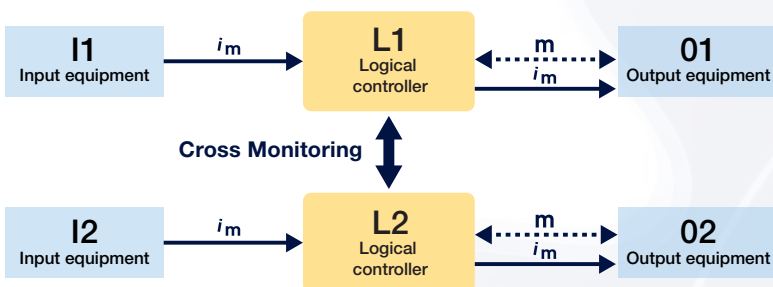 I1
Input equipment
im
L1
Logical
controller
m
im
01
Output equipment
Cross Monitoring
I2
Input equipment
im
L2
Logical
controller
m
im
02
Output equipment